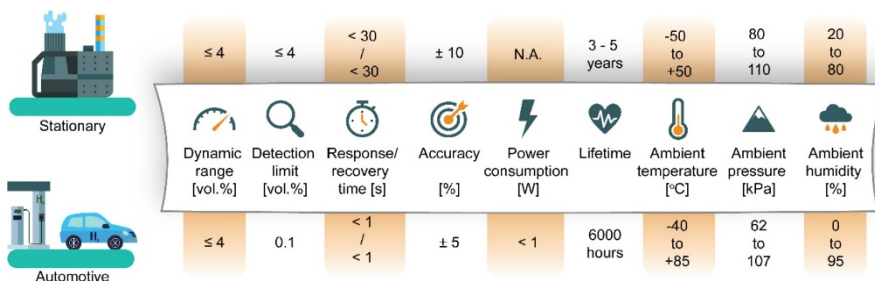 ≤ 4
≤ 4
< 30
/
< 30
± 10
N.A.
3 - 5
years
-50
to
+50
80
to
110
20
to
80
Stationary
Dynamic
range
[vol.%]
Detection
limit
[vol.%]
Response/
recovery
time [s]
Accuracy
[%]
Power
consumption
[W]
Lifetime
Ambient
temperature
[°C]
Ambient
pressure
[kPa]
Ambient
humidity
[%]
≤ 4
0.1
< 1
/
< 1
± 5
< 1
6000
hours
-40
to
+85
62
to
107
0
to
95
H₂
H₂
Automotive